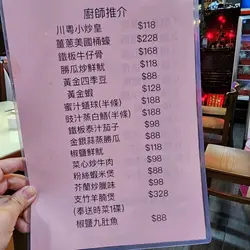 廚師推介
川粵小炒皇 $118
薑蔥美國桶蠔 $228
鐵板牛仔骨 $168
勝瓜炒鮮魷 $118
黃金四季豆 $88
黃金蝦 $128
蜜汁鱔球(半條) $118
豉汁蒸白鱔(半條) $118
鐵板泰汁茄子 $98
金銀蒜蒸勝瓜 $88
椒鹽鮮魷 $118
菜心炒牛肉 $98
粉絲蝦米煲 $88
芥蘭炒臘味 $98
支竹羊腩煲 $328
(奉送時菜1碟)
椒鹽九肚魚 $88